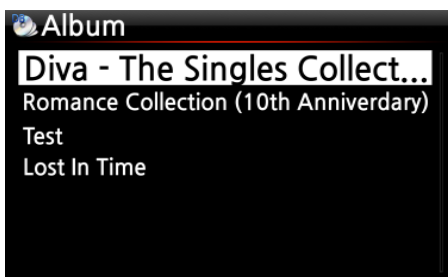 Album
Diva - The Singles Collect...
Romance Collection (10th Anniverdary)
Test
Lost In Time